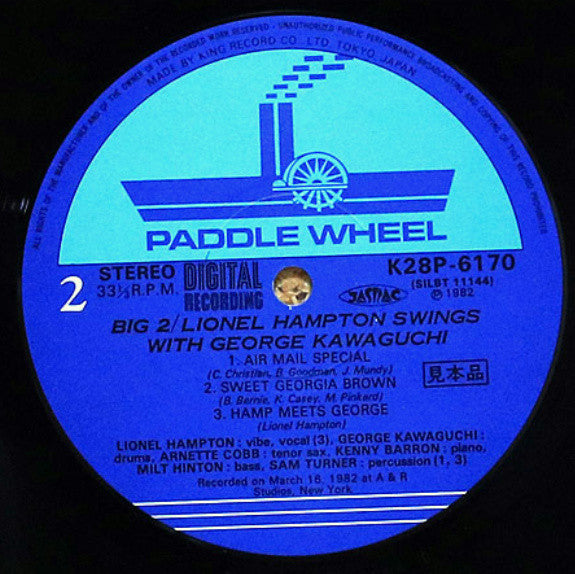 ALL RIGHTS OF THE MANUFACTURER AND OF THE OWNER OF THE RECORDED WORK RESERVED - UNAUTHORIZED PUBLIC PERFORMANCE BROADCASTING AND COPYING OF THIS RECORD PROHIBITED
MADE BY KING RECORD CO., LTD. TOKYO, JAPAN
PADDLE WHEEL
2
STEREO
33⅓ R.P.M.
DIGITAL
RECORDING
JASRAC
K28P-6170
(SILBT 11144)
℗ 1982
BIG 2/LIONEL HAMPTON SWINGS
WITH GEORGE KAWAGUCHI
1. AIR MAIL SPECIAL
(C. Christian, B. Goodman, J. Mundy)
2. SWEET GEORGIA BROWN
(B. Bernie, K. Casey, M. Pinkard)
3. HAMP MEETS GEORGE
(Lionel Hampton)
見本品
LIONEL HAMPTON : vibe, vocal (3), GEORGE KAWAGUCHI :
drums, ARNETTE COBB : tenor sax, KENNY BARRON : piano,
MILT HINTON : bass, SAM TURNER : percussion (1, 3)
Recorded on March 16, 1982 at A & R
Studios, New York